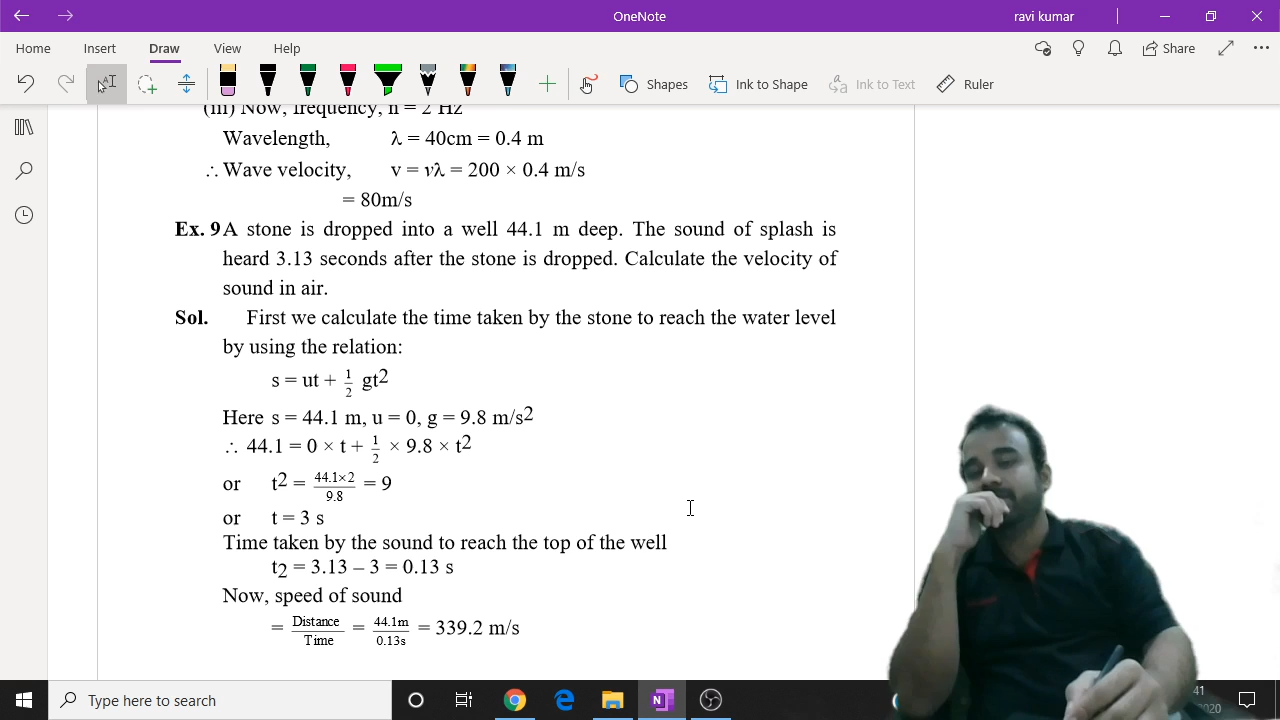 OneNote
ravi kumar
Home Insert Draw View Help
Share
Shapes Ink to Shape Ink to Text Ruler
(iii) Now, frequency, n = 2 Hz
Wavelength, λ = 40cm = 0.4 m
∴ Wave velocity, v = νλ = 200 × 0.4 m/s
= 80m/s
Ex. 9 A stone is dropped into a well 44.1 m deep. The sound of splash is
heard 3.13 seconds after the stone is dropped. Calculate the velocity of
sound in air.
Sol. First we calculate the time taken by the stone to reach the water level
by using the relation:
s = ut + 1/2 gt2
Here s = 44.1 m, u = 0, g = 9.8 m/s2
∴ 44.1 = 0 × t + 1/2 × 9.8 × t2
or t2 = 44.1×2/9.8 = 9
or t = 3 s
Time taken by the sound to reach the top of the well
t2 = 3.13 – 3 = 0.13 s
Now, speed of sound
= Distance/Time = 44.1m/0.13s = 339.2 m/s
Type here to search
41